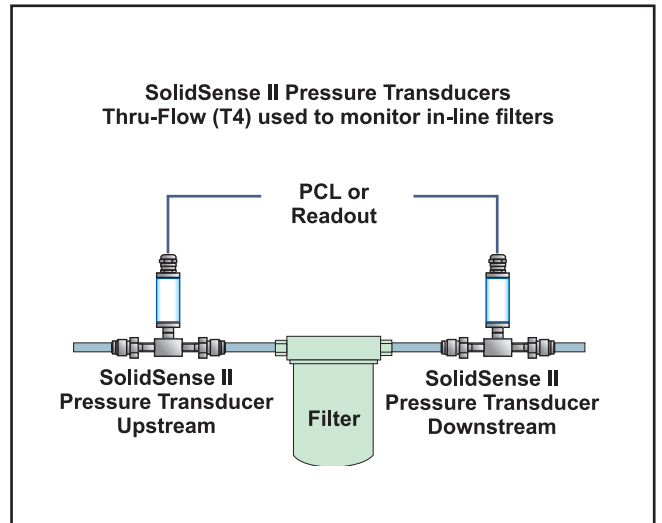 SolidSense II Pressure Transducers
Thru-Flow (T4) used to monitor in-line filters
PCL or
Readout
SolidSense II
Pressure Transducer
Upstream
Filter
SolidSense II
Pressure Transducer
Downstream